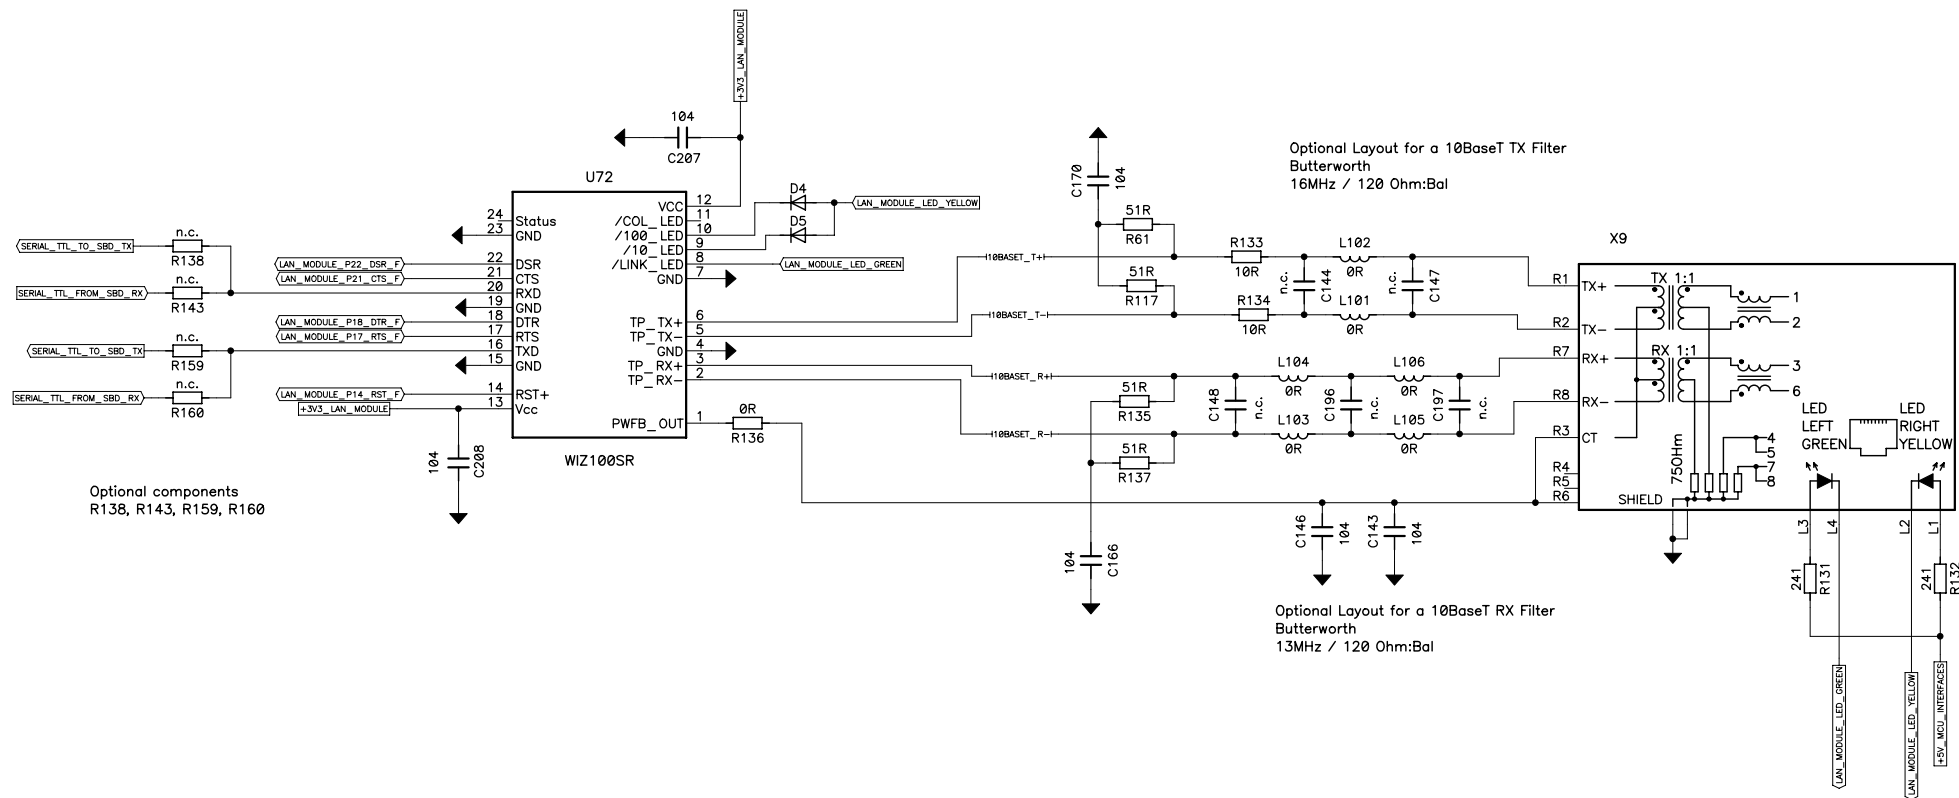 +3V3_LAN_MODULE
104
C207
U72
WIZ100SR
24 Status
23 GND
22 DSR
21 CTS
20 RXD
19 GND
18 DTR
17 RTS
16 TXD
15 GND
14 RST+
13 Vcc
VCC 12
/COL_LED 11
/100_LED 10
/10_LED 9
/LINK_LED 8
GND 7
TP_TX+ 6
TP_TX- 5
GND 4
TP_RX+ 3
TP_RX- 2
PWFB_OUT 1
D4
D5
LAN_MODULE_LED_YELLOW
LAN_MODULE_LED_GREEN
SERIAL_TTL_TO_SBD_TX
n.c.
R138
SERIAL_TTL_FROM_SBD_RX
n.c.
R143
SERIAL_TTL_TO_SBD_TX
n.c.
R159
SERIAL_TTL_FROM_SBD_RX
n.c.
R160
LAN_MODULE_P22_DSR_F
LAN_MODULE_P21_CTS_F
LAN_MODULE_P18_DTR_F
LAN_MODULE_P17_RTS_F
LAN_MODULE_P14_RST_F
+3V3_LAN_MODULE
104
C208
Optional components
R138, R143, R159, R160
0R
R136
10BASET_T+
10BASET_T-
10BASET_R+
10BASET_R-
C170
104
51R
R61
51R
R117
51R
R135
51R
R137
104
C166
Optional Layout for a 10BaseT TX Filter
Butterworth
16MHz / 120 Ohm:Bal
R133
10R
R134
10R
n.c.
C144
L102
0R
L101
0R
n.c.
C147
C148
n.c.
L104
0R
L103
0R
C196
n.c.
L106
0R
L105
0R
C197
n.c.
C146
104
C143
104
Optional Layout for a 10BaseT RX Filter
Butterworth
13MHz / 120 Ohm:Bal
X9
R1 TX+
R2 TX-
R7 RX+
R8 RX-
R3 CT
R4
R5
R6
SHIELD
TX 1:1
RX 1:1
75OHm
1
2
3
6
4
5
7
8
LED
LEFT
GREEN
LED
RIGHT
YELLOW
L3
L4
L2
L1
241
R131
241
R132
LAN_MODULE_LED_GREEN
LAN_MODULE_LED_YELLOW
+5V_MCU_INTERFACES